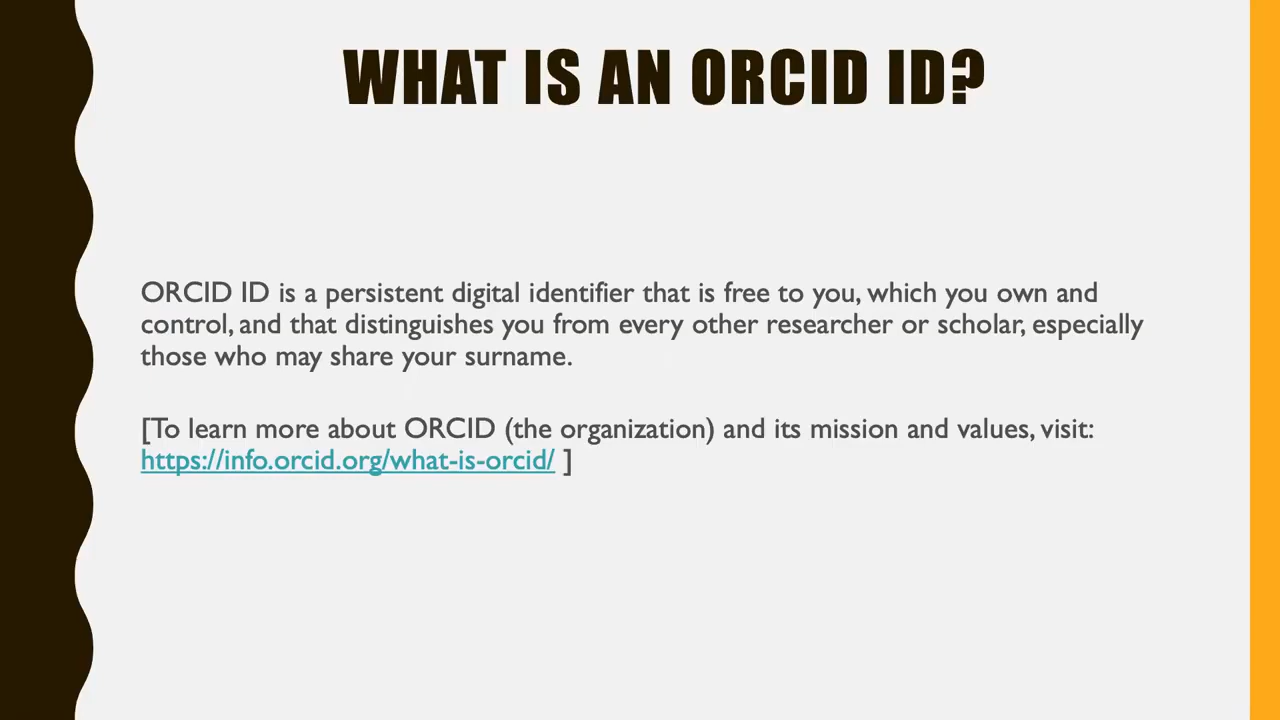 WHAT IS AN ORCID ID?
ORCID ID is a persistent digital identifier that is free to you, which you own and
control, and that distinguishes you from every other researcher or scholar, especially
those who may share your surname.
[To learn more about ORCID (the organization) and its mission and values, visit:
https://info.orcid.org/what-is-orcid/ ]